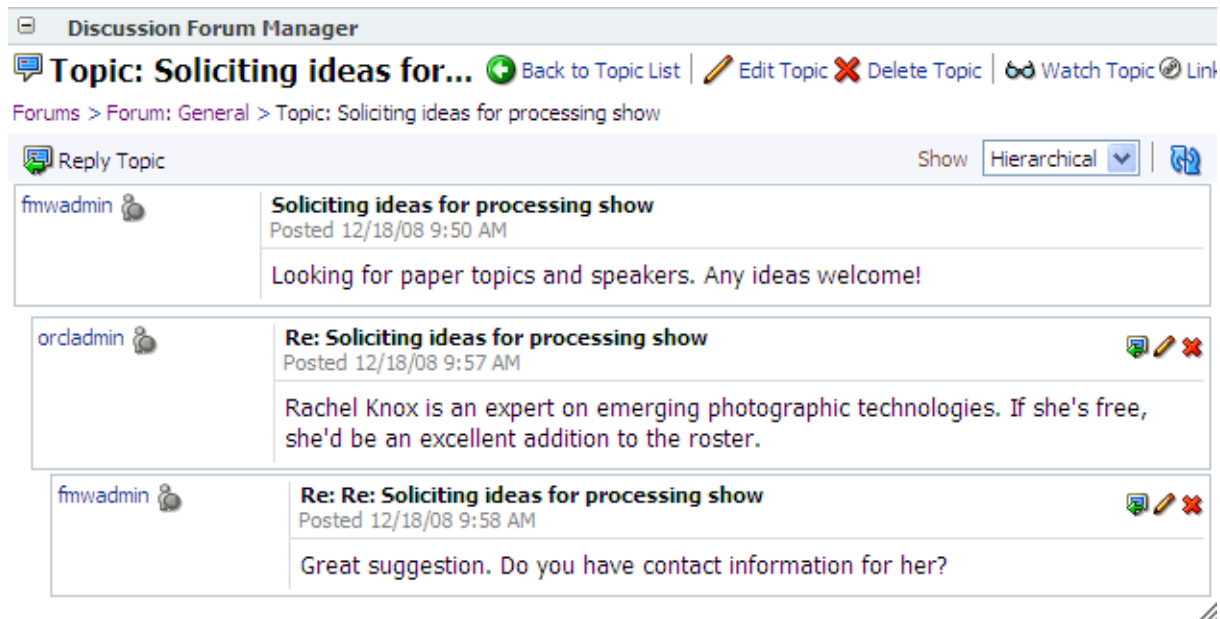 Discussion Forum Manager
Topic: Soliciting ideas for... Back to Topic List Edit Topic Delete Topic Watch Topic Link
Forums > Forum: General > Topic: Soliciting ideas for processing show
Reply Topic Show Hierarchical
fmwadmin Soliciting ideas for processing show
Posted 12/18/08 9:50 AM
Looking for paper topics and speakers. Any ideas welcome!
orcladmin Re: Soliciting ideas for processing show
Posted 12/18/08 9:57 AM
Rachel Knox is an expert on emerging photographic technologies. If she's free,
she'd be an excellent addition to the roster.
fmwadmin Re: Re: Soliciting ideas for processing show
Posted 12/18/08 9:58 AM
Great suggestion. Do you have contact information for her?